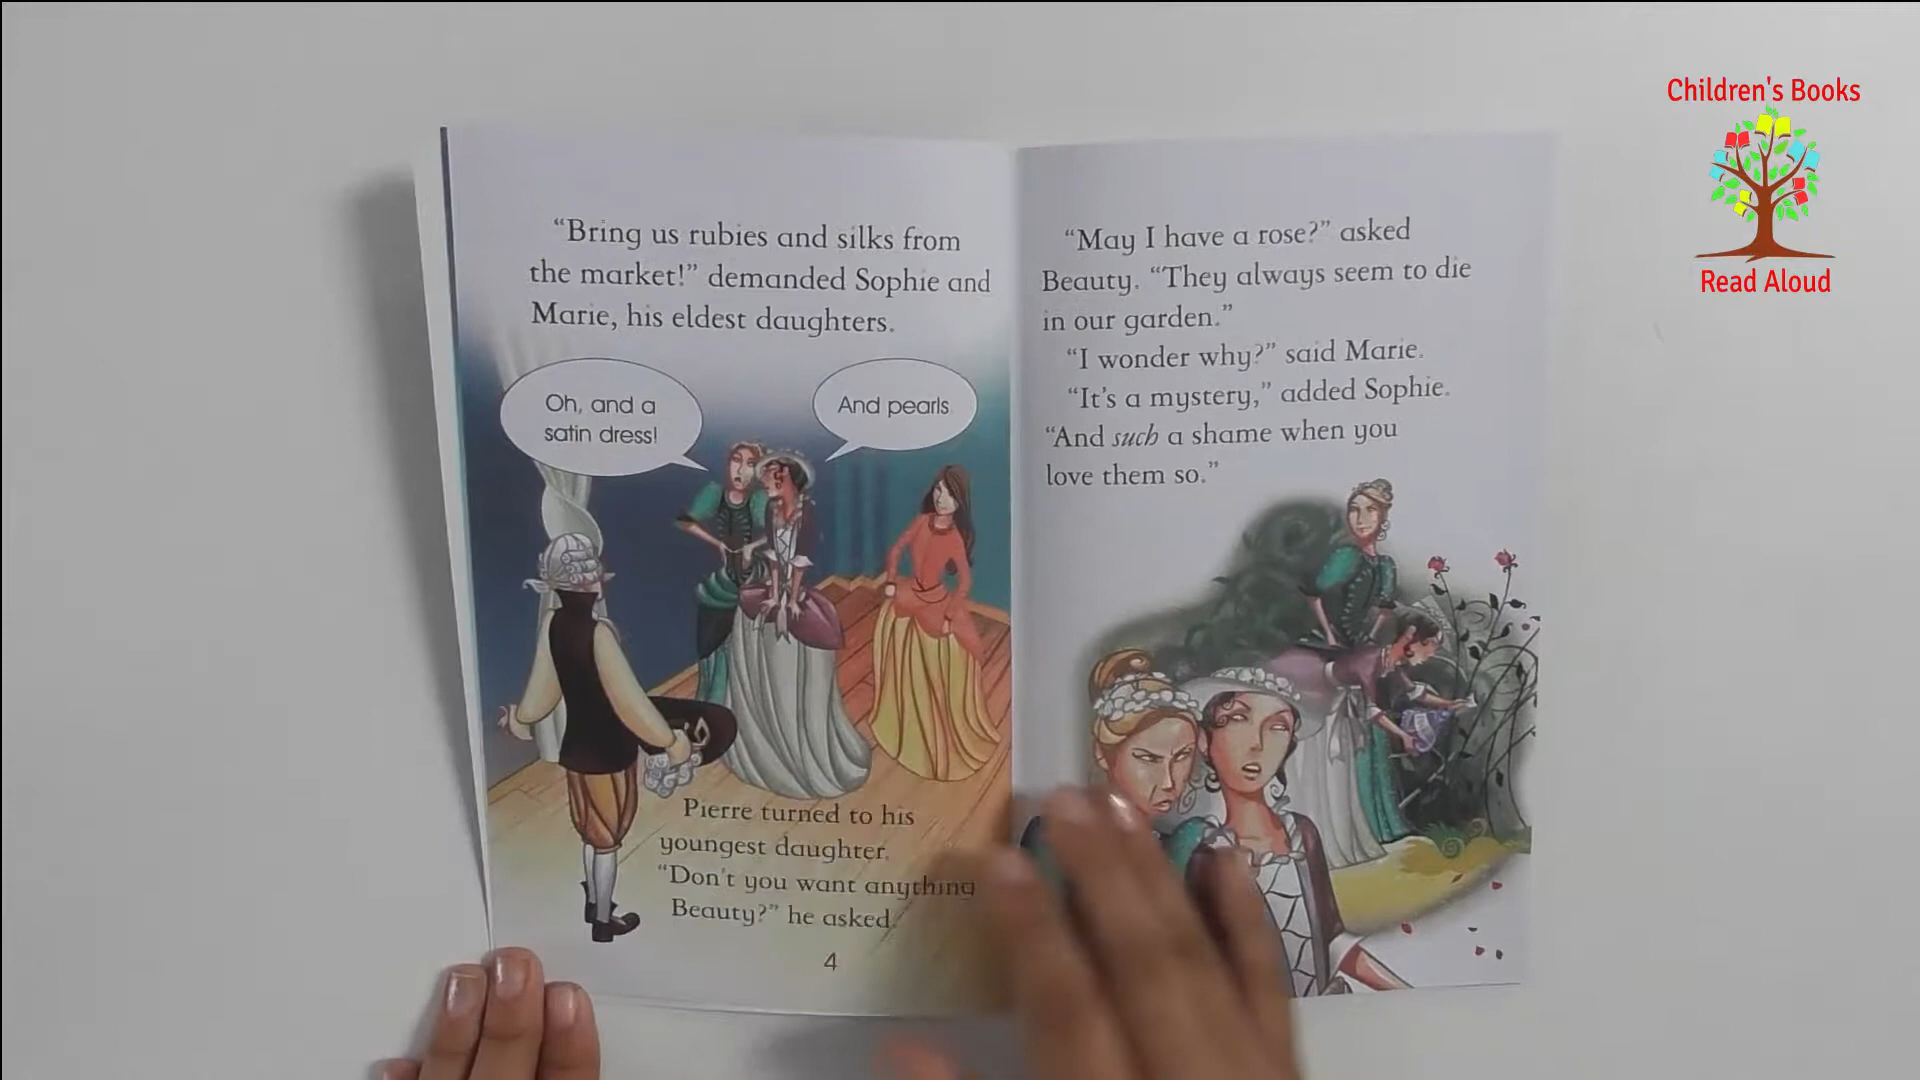 “Bring us rubies and silks from
the market!” demanded Sophie and
Marie, his eldest daughters.
Oh, and a
satin dress!
And pearls
Pierre turned to his
youngest daughter.
“Don't you want anything
Beauty?” he asked.
4
“May I have a rose?” asked
Beauty. “They always seem to die
in our garden.”
“I wonder why?” said Marie.
“It's a mystery,” added Sophie.
“And such a shame when you
love them so.”
Children's Books
Read Aloud